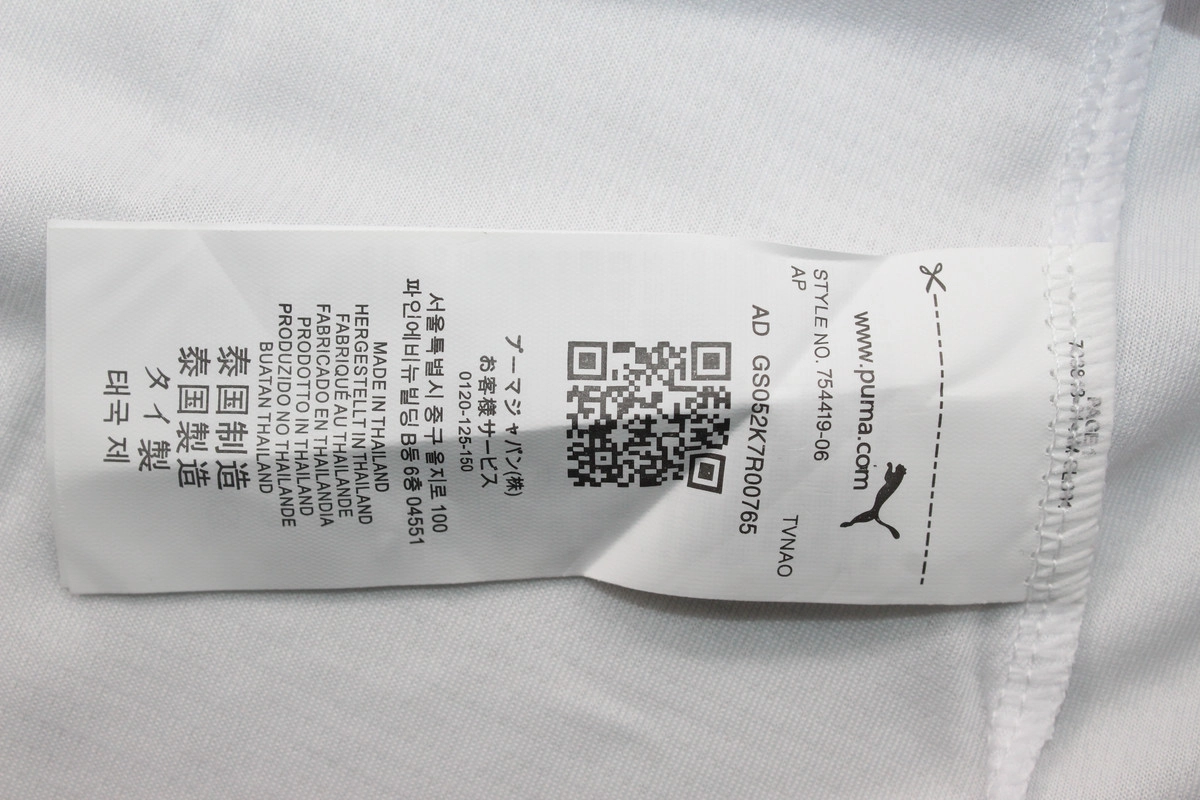 www.puma.com
STYLE NO. 754419-06
AP
TVNAO
AD GS052K7R00765
プーマジャパン(株)
お客様サービス
0120-125-150
서울특별시 중구 을지로 100
파인에비뉴빌딩 B동 6층 04551
MADE IN THAILAND
HERGESTELLT IN THAILAND
FABRIQUÉ AU THAILANDE
FABRICADO EN THAILANDIA
PRODOTTO IN THAILAND
PRODUZIDO NO THAILANDE
BUATAN THAILAND
泰国制造
泰国製造
タイ製
태국 제